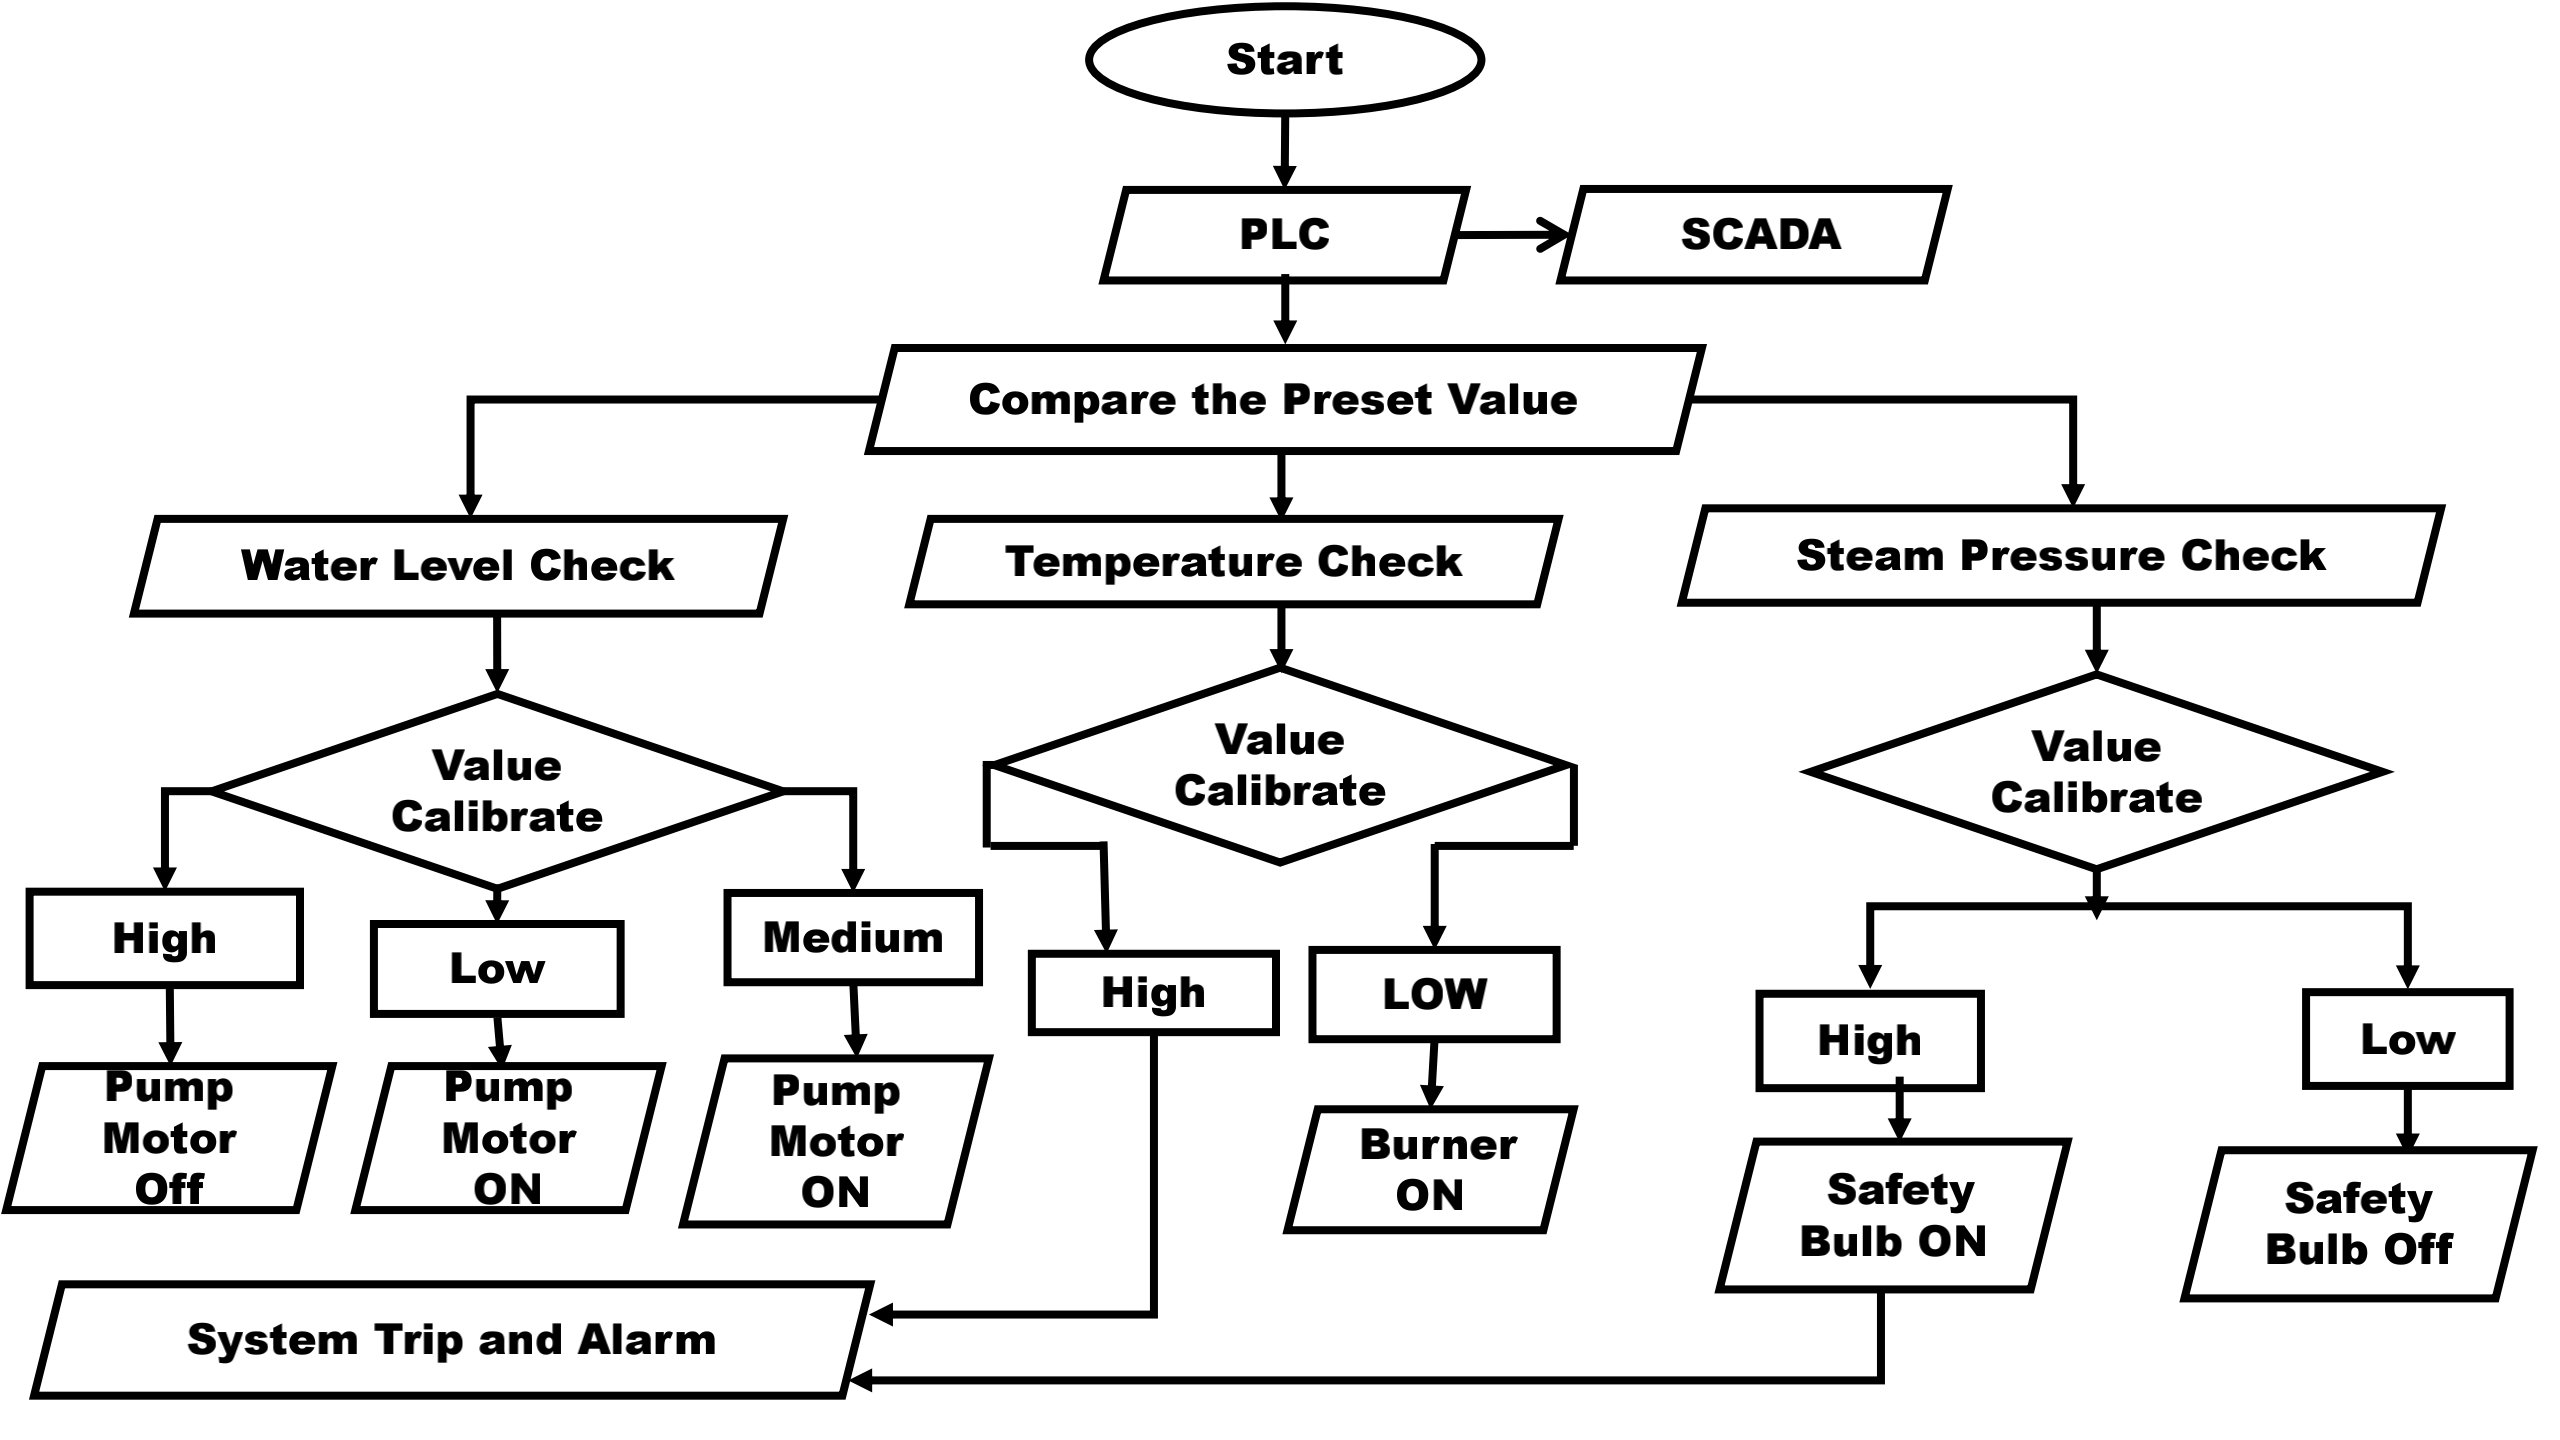 Start
PLC
SCADA
Compare the Preset Value
Water Level Check
Temperature Check
Steam Pressure Check
Value
Calibrate
Value
Calibrate
Value
Calibrate
High
Low
Medium
High
LOW
High
Low
Pump
Motor
Off
Pump
Motor
ON
Pump
Motor
ON
Burner
ON
Safety
Bulb ON
Safety
Bulb Off
System Trip and Alarm